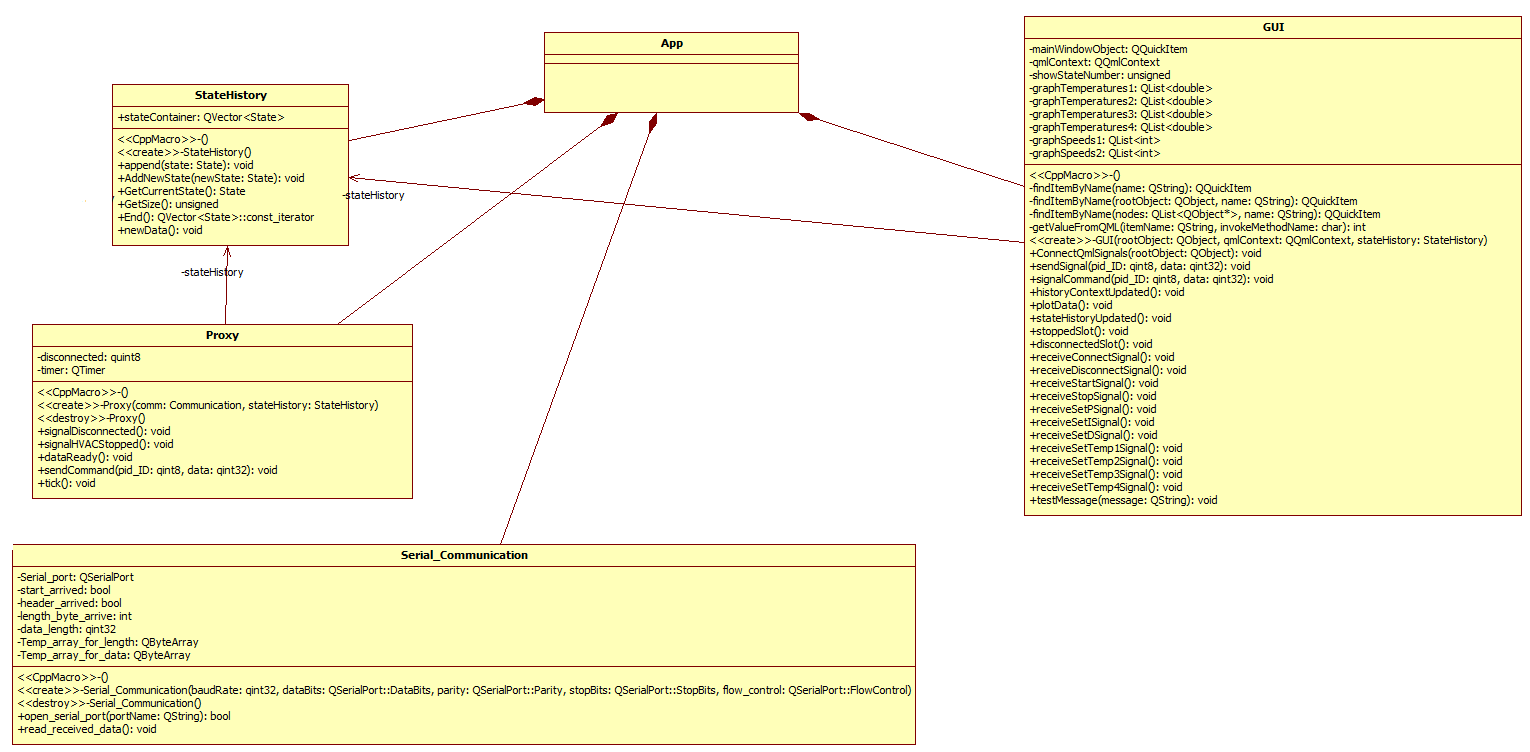 App
StateHistory
+stateContainer: QVector<State>
<<CppMacro>>-()
<<create>>-StateHistory()
+append(state: State): void
+AddNewState(newState: State): void
+GetCurrentState(): State
+GetSize(): unsigned
+End(): QVector<State>::const_iterator
+newData(): void
-stateHistory
-stateHistory
GUI
-mainWindowObject: QQuickItem
-qmlContext: QQmlContext
-showStateNumber: unsigned
-graphTemperatures1: QList<double>
-graphTemperatures2: QList<double>
-graphTemperatures3: QList<double>
-graphTemperatures4: QList<double>
-graphSpeeds1: QList<int>
-graphSpeeds2: QList<int>
<<CppMacro>>-()
-findItemByName(name: QString): QQuickItem
-findItemByName(rootObject: QObject, name: QString): QQuickItem
-findItemByName(nodes: QList<QObject*>, name: QString): QQuickItem
-getValueFromQML(itemName: QString, invokeMethodName: char): int
<<create>>-GUI(rootObject: QObject, qmlContext: QQmlContext, stateHistory: StateHistory)
+ConnectQmlSignals(rootObject: QObject): void
+sendSignal(pid_ID: qint8, data: qint32): void
+signalCommand(pid_ID: qint8, data: qint32): void
+historyContextUpdated(): void
+plotData(): void
+stateHistoryUpdated(): void
+stoppedSlot(): void
+disconnectedSlot(): void
+receiveConnectSignal(): void
+receiveDisconnectSignal(): void
+receiveStartSignal(): void
+receiveStopSignal(): void
+receiveSetPSignal(): void
+receiveSetISignal(): void
+receiveSetDSignal(): void
+receiveSetTemp1Signal(): void
+receiveSetTemp2Signal(): void
+receiveSetTemp3Signal(): void
+receiveSetTemp4Signal(): void
+testMessage(message: QString): void
Proxy
-disconnected: quint8
-timer: QTimer
<<CppMacro>>-()
<<create>>-Proxy(comm: Communication, stateHistory: StateHistory)
<<destroy>>-Proxy()
+signalDisconnected(): void
+signalHVACStopped(): void
+dataReady(): void
+sendCommand(pid_ID: qint8, data: qint32): void
+tick(): void
Serial_Communication
-Serial_port: QSerialPort
-start_arrived: bool
-header_arrived: bool
-length_byte_arrive: int
-data_length: qint32
-Temp_array_for_length: QByteArray
-Temp_array_for_data: QByteArray
<<CppMacro>>-()
<<create>>-Serial_Communication(baudRate: qint32, dataBits: QSerialPort::DataBits, parity: QSerialPort::Parity, stopBits: QSerialPort::StopBits, flow_control: QSerialPort::FlowControl)
<<destroy>>-Serial_Communication()
+open_serial_port(portName: QString): bool
+read_received_data(): void